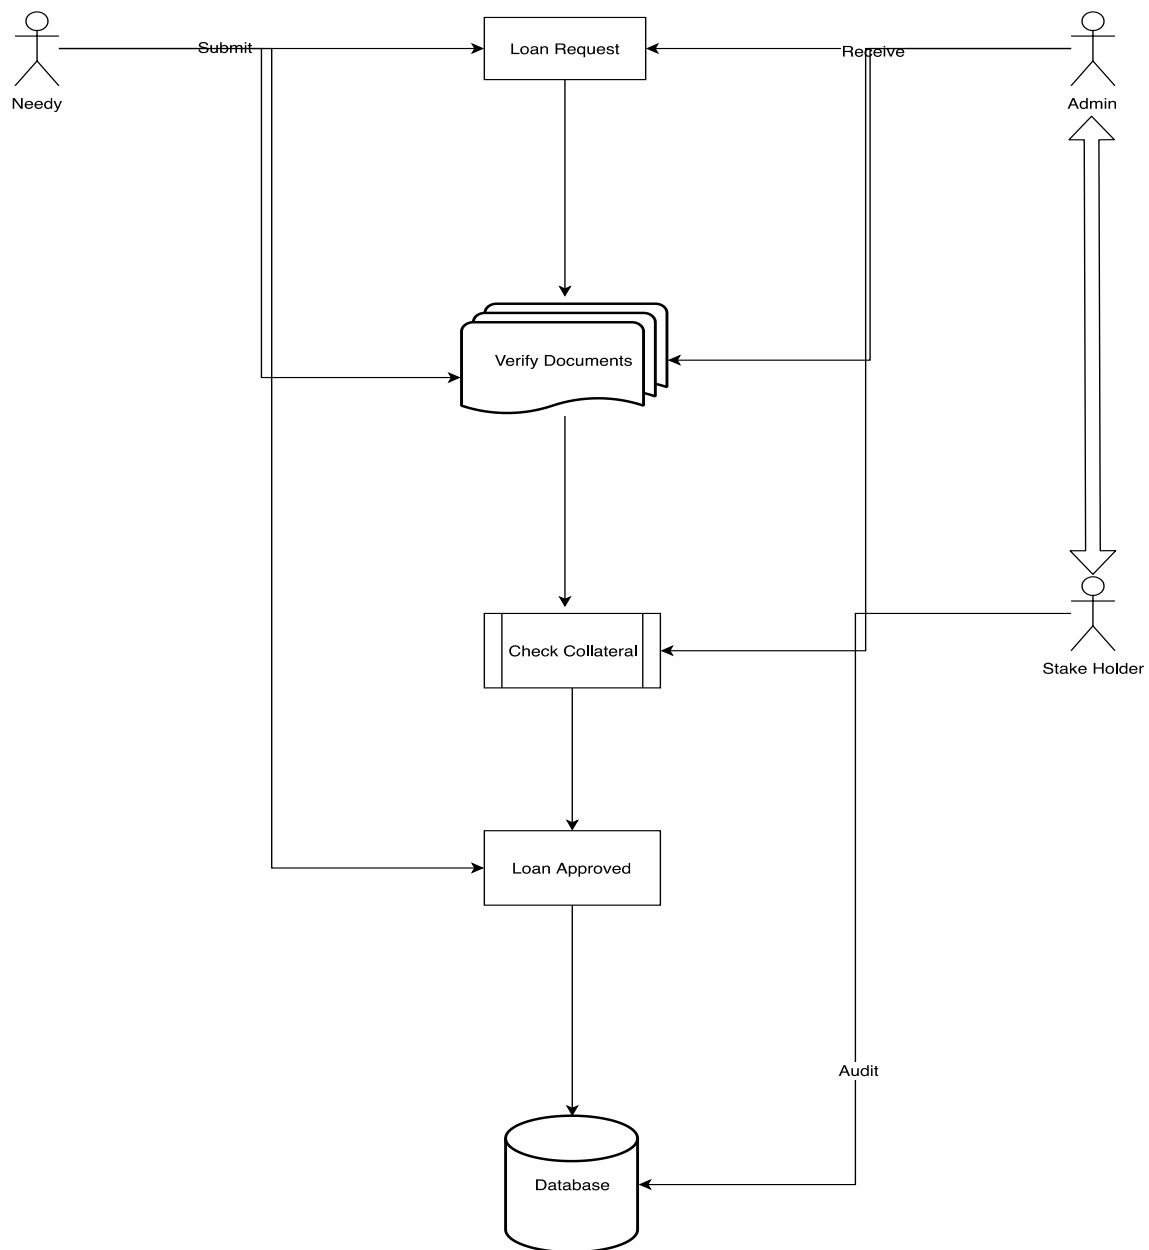 Submit
Loan Request
Receive
Needy
Admin
Verify Documents
Check Collateral
Stake Holder
Loan Approved
Audit
Database